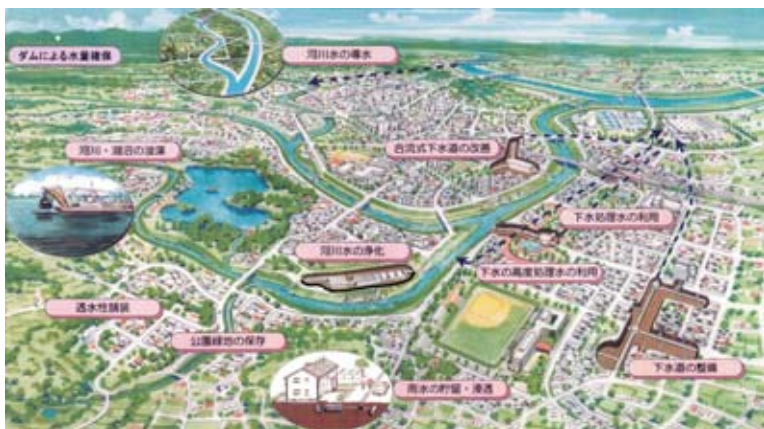 ダムによる水量確保
河川水の導水
河川・湖沼の浚渫
合流式下水道の改善
下水処理水の利用
河川水の浄化
下水の高度処理水の利用
透水性舗装
公園緑地の保存
雨水の貯留・浸透
下水道の整備